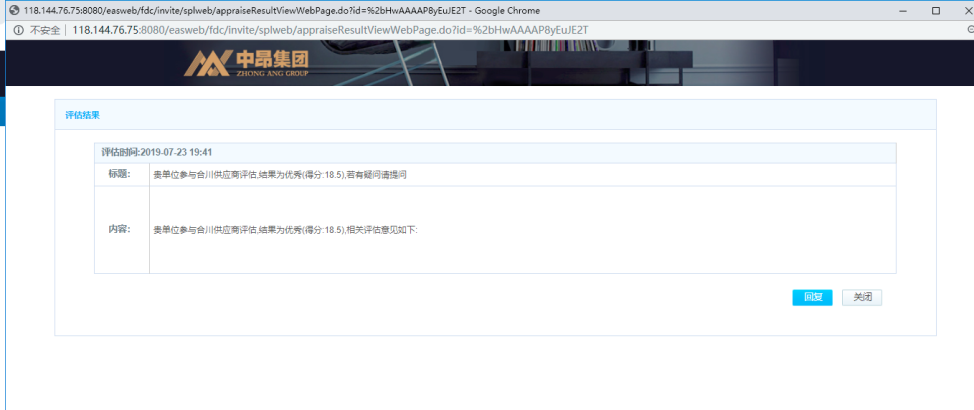 118.144.76.75:8080/easweb/fdc/invite/splweb/appraiseResultViewWebPage.do?id=%2bHwAAAAP8yEuJE2T - Google Chrome
不安全 | 118.144.76.75:8080/easweb/fdc/invite/splweb/appraiseResultViewWebPage.do?id=%2bHwAAAAP8yEuJE2T
中昂集团
ZHONG ANG GROUP
评估结果
评估时间:2019-07-23 19:41
标题: 贵单位参与合川供应商评估,结果为优秀(得分:18.5),若有疑问请提问
内容: 贵单位参与合川供应商评估,结果为优秀(得分:18.5),相关评估意见如下:
回复 关闭